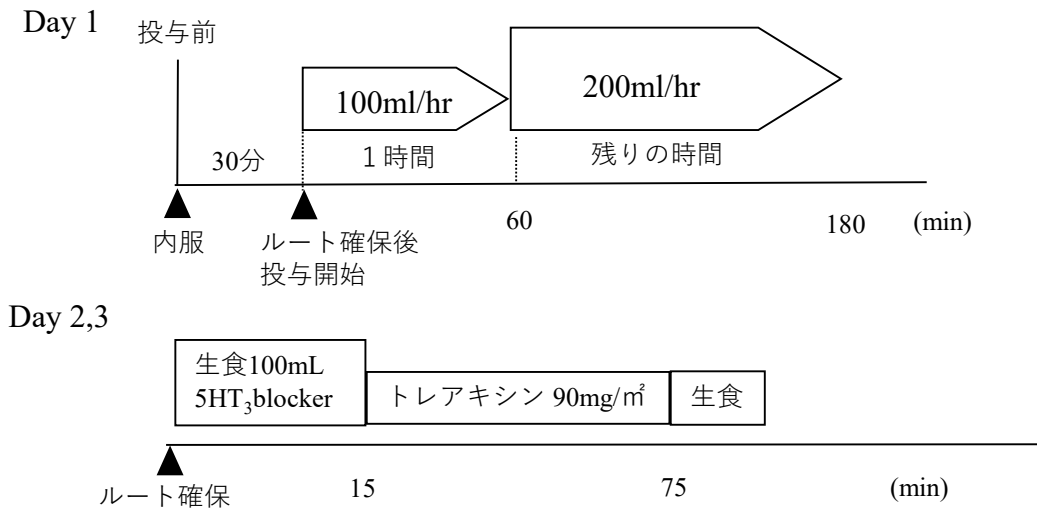 Day 1
投与前
100ml/hr
200ml/hr
30分
１時間
残りの時間
60
180
(min)
内服
ルート確保後
投与開始
Day 2,3
生食100mL
5HT₃blocker
トレアキシン 90mg/㎡
生食
ルート確保
15
75
(min)